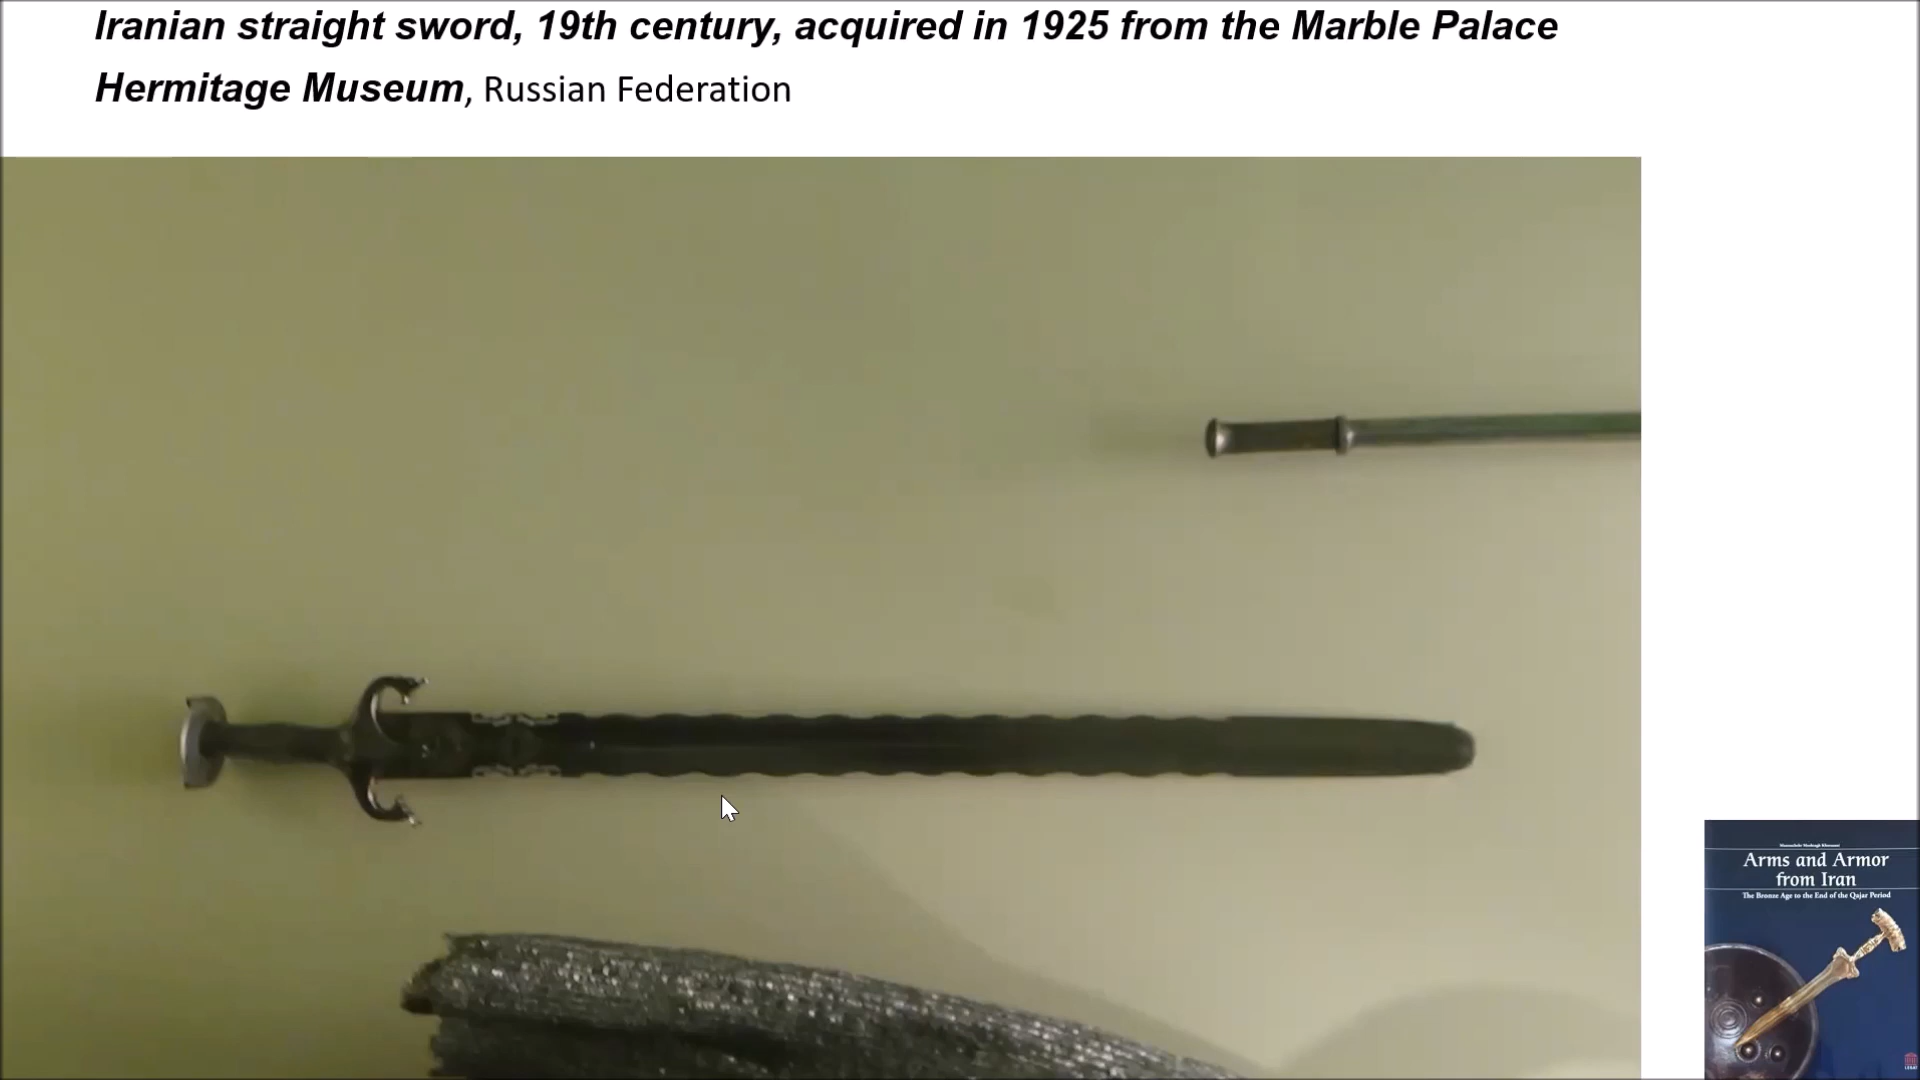 Iranian straight sword, 19th century, acquired in 1925 from the Marble Palace
Hermitage Museum, Russian Federation
Arms and Armor
from Iran
The Bronze Age to the End of the Qajar Period